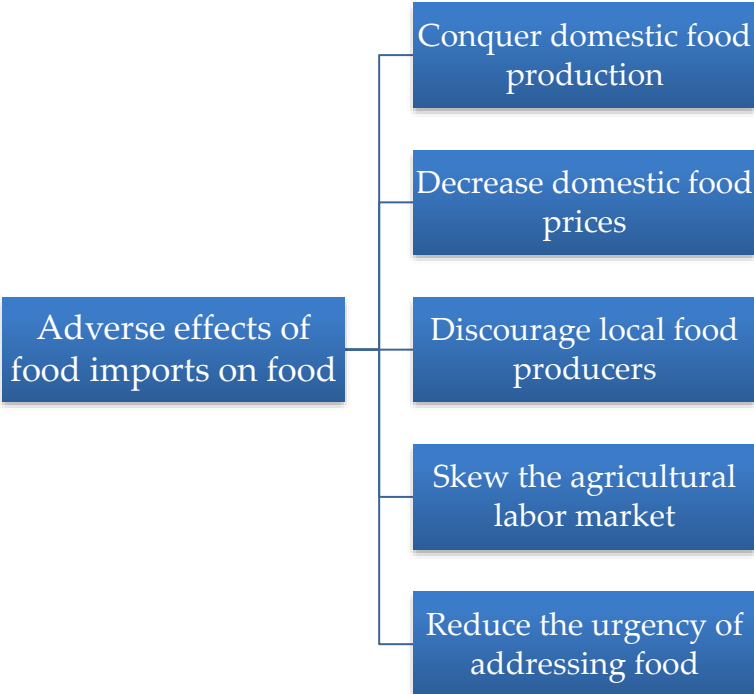 Conquer domestic food
production
Decrease domestic food
prices
Adverse effects of
food imports on food
Discourage local food
producers
Skew the agricultural
labor market
Reduce the urgency of
addressing food